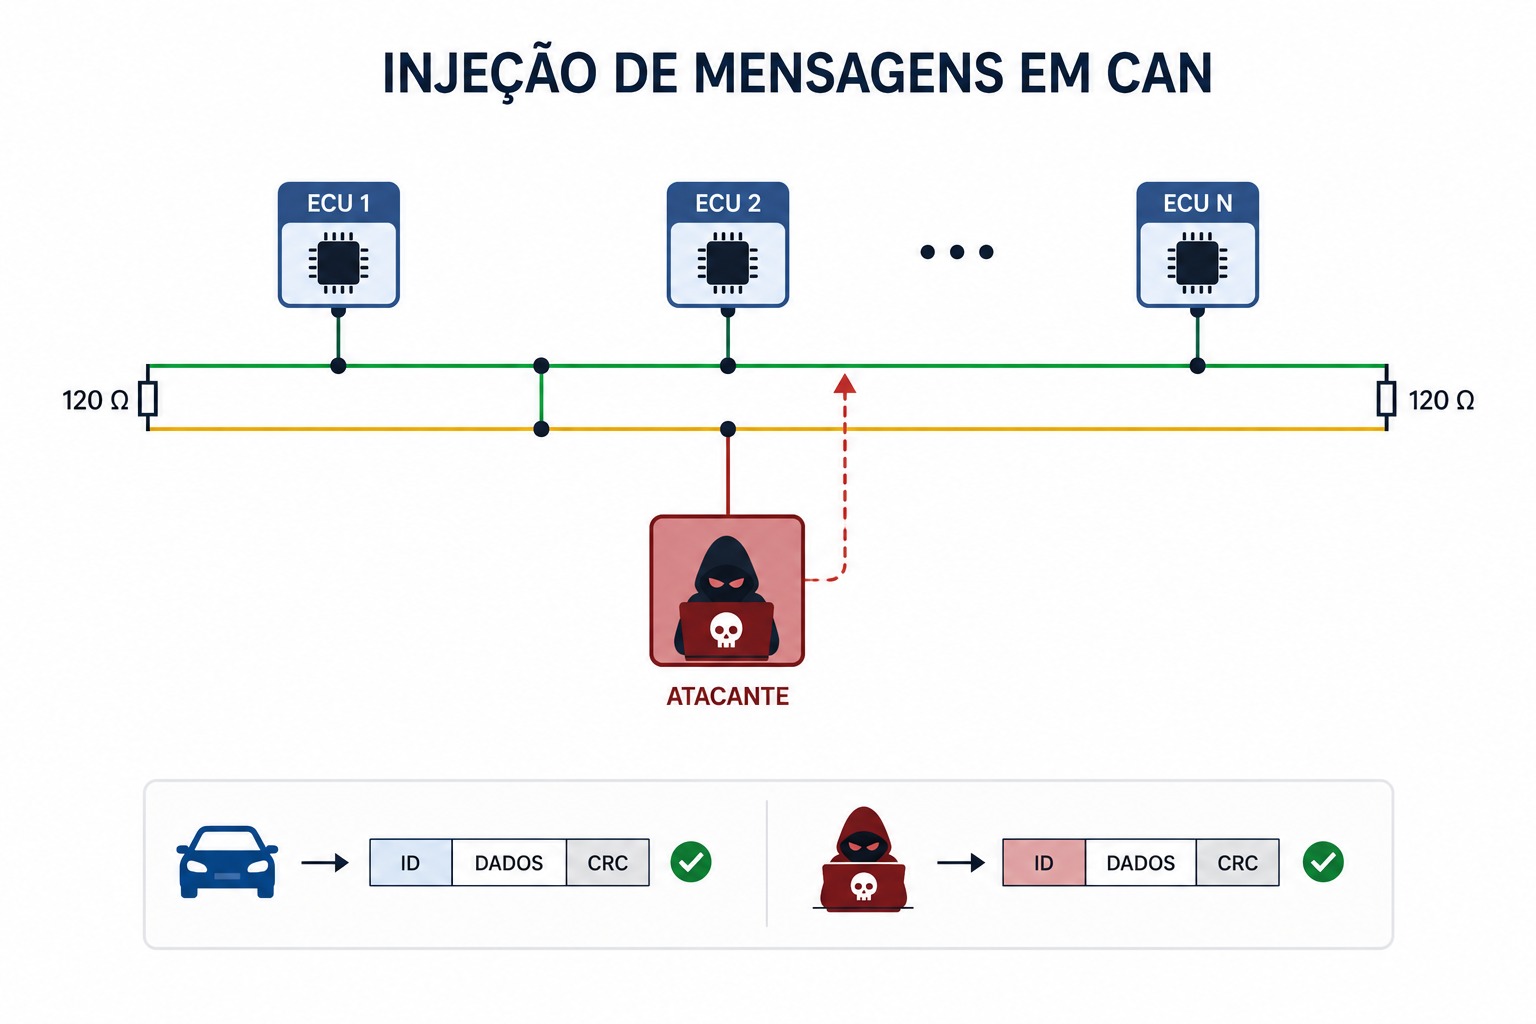 INJEÇÃO DE MENSAGENS EM CAN
ECU 1
ECU 2
ECU N
120 Ω
120 Ω
ATACANTE
ID
DADOS
CRC
ID
DADOS
CRC